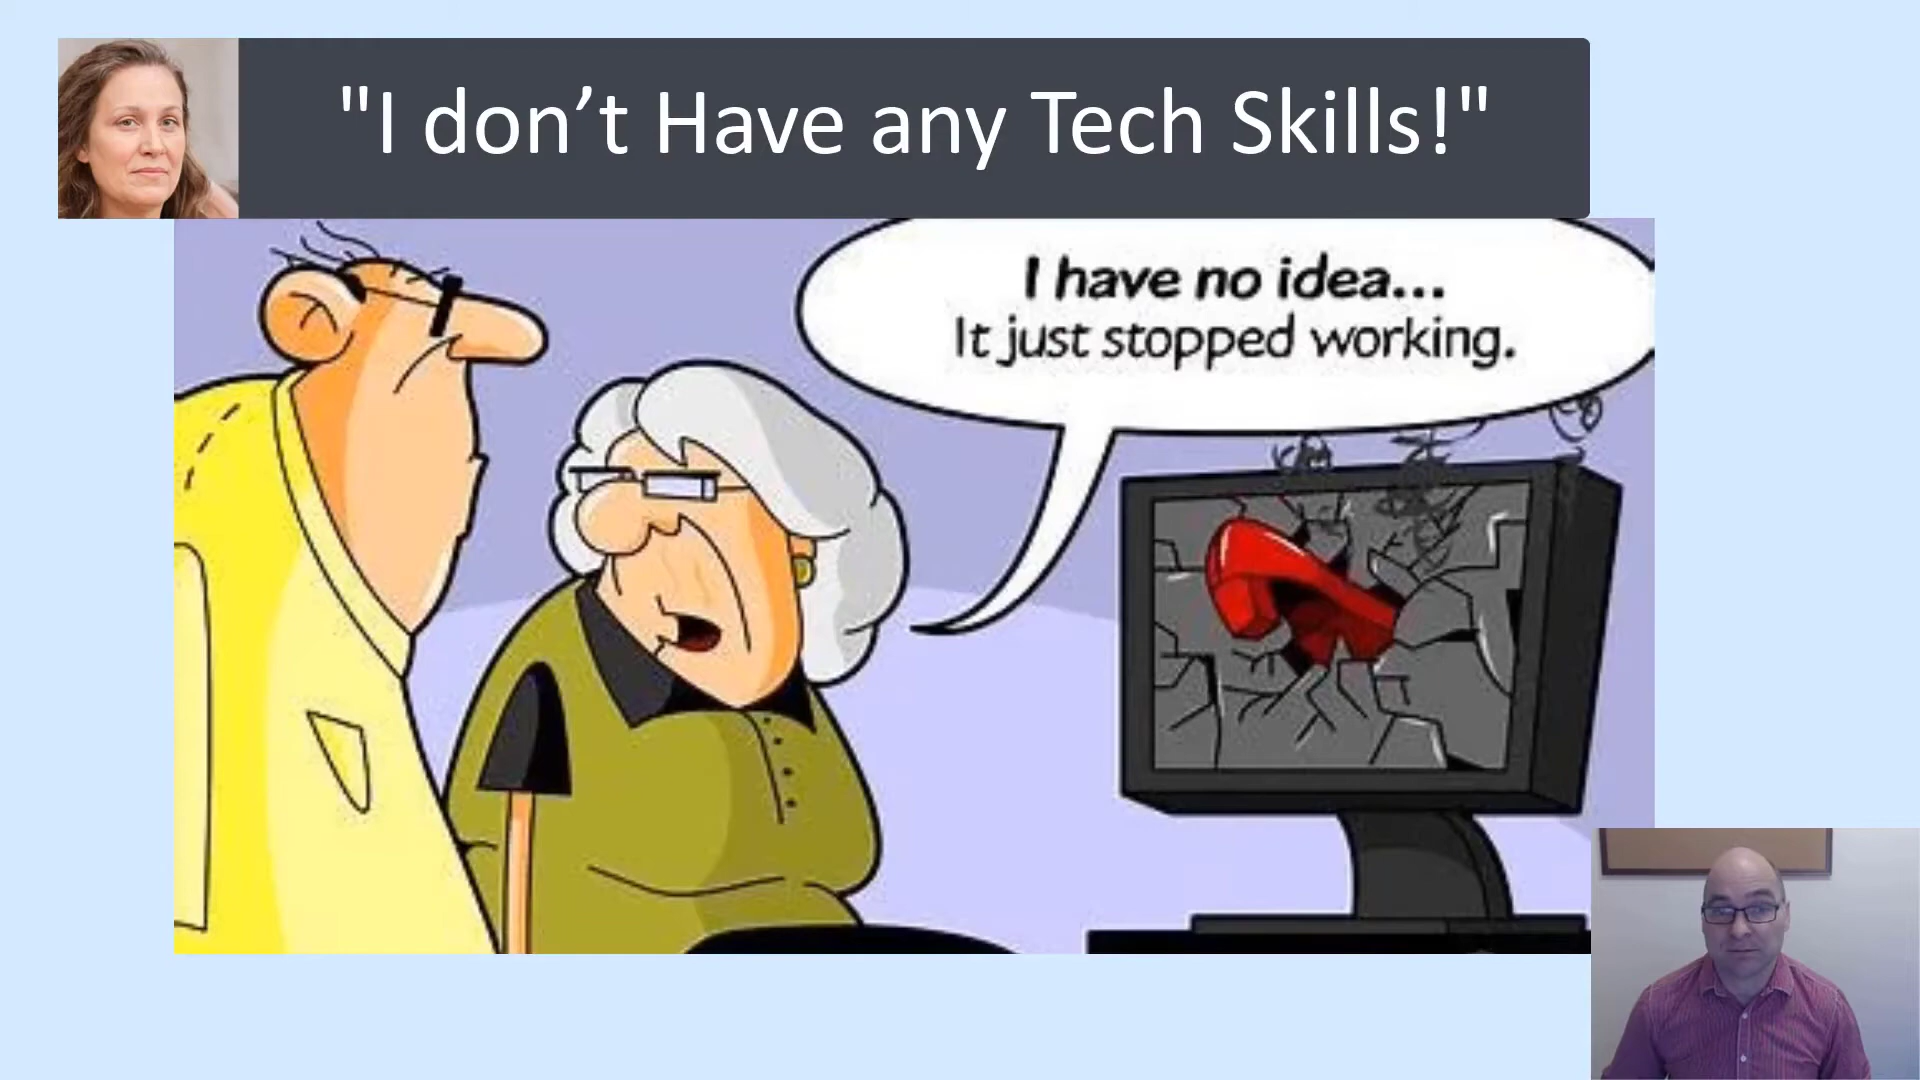 "I don’t Have any Tech Skills!"
I have no idea...
It just stopped working.